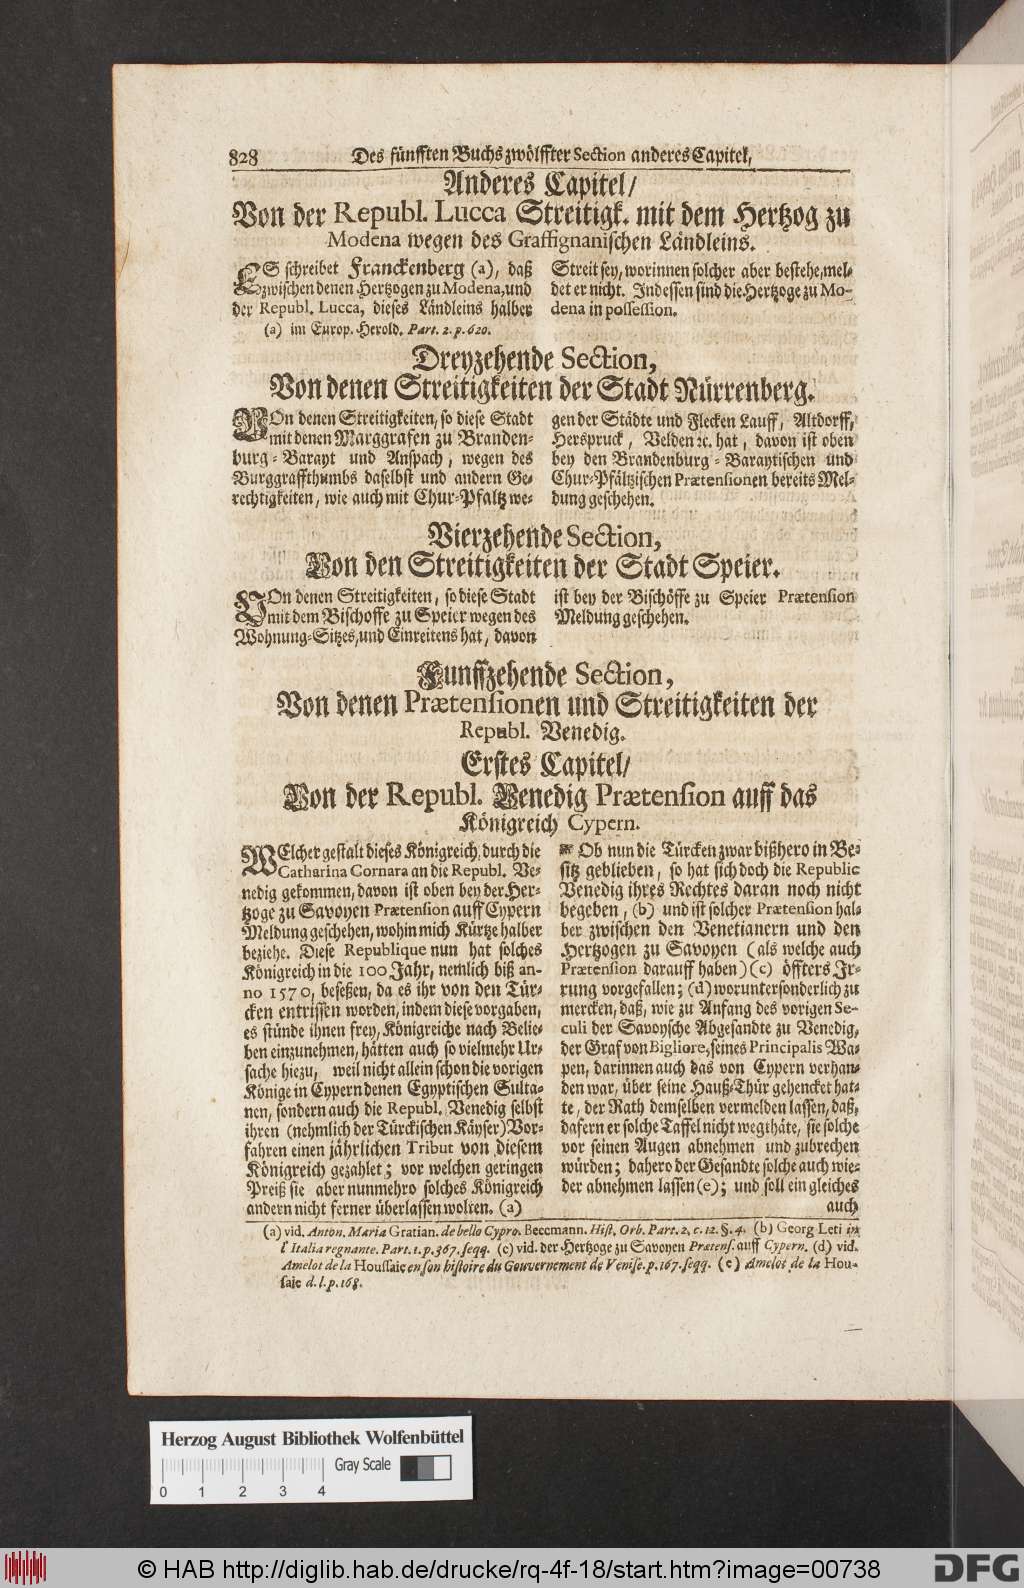 828 Des fünfften Buchs zwölffter Section anderes Capitel,
Anderes Capitel/
Von der Republ. Lucca Streitigk. mit dem Hertzog zu
Modena wegen des Graffignanischen Ländleins.
ES schreibet Franckenberg (a), daß
zwischen denen Hertzogen zu Modena, und
der Republ. Lucca, dieses Ländleins halber
Streit sey, worinnen solcher aber bestehe, mel-
det er nicht. Indessen sind die Hertzoge zu Mo-
dena in possession.
(a) im Europ. Herold. Part. 2. p. 620.
Dreyzehende Section,
Von denen Streitigkeiten der Stadt Nürrenberg.
VOn denen Streitigkeiten, so diese Stadt
mit denen Marggrafen zu Branden-
burg-Barayt und Anspach, wegen des
Burggraffthumbs daselbst und andern Ge-
rechtigkeiten, wie auch mit Chur-Pfaltz we-
gen der Städte und Flecken Lauff, Altdorff,
Herspruck, Velden ꝛc. hat, davon ist oben
bey den Brandenburg-Baraytischen und
Chur-Pfältzischen Prætensionen bereits Mel-
dung geschehen.
Vierzehende Section,
Von den Streitigkeiten der Stadt Speier.
VOn denen Streitigkeiten, so diese Stadt
mit dem Bischoffe zu Speier wegen des
Wohnung-Sitzes, und Einreitens hat, davon
ist bey der Bischöffe zu Speier Prætension
Meldung geschehen.
Funffzehende Section,
Von denen Prætensionen und Streitigkeiten der
Republ. Venedig.
Erstes Capitel/
Von der Republ. Venedig Prætension auff das
Königreich Cypern.
WElcher gestalt dieses Königreich durch die
Catharina Cornara an die Republ. Ve-
nedig gekommen, davon ist oben bey der Her-
tzoge zu Savoyen Prætension auff Cypern
Meldung geschehen, wohin mich Kürtze halber
beziehe. Diese Republique nun hat solches
Königreich in die 100 Jahr, nemlich biß an-
no 1570, beseßen, da es ihr von den Tür-
cken entrissen worden, indem diese vorgaben,
es stünde ihnen frey, Königreiche nach Belie-
ben einzunehmen, hätten auch so vielmehr Ur-
sache hiezu, weil nicht allein schon die vorigen
Könige in Cypern denen Egyptischen Sulta-
nen, sondern auch die Republ. Venedig selbst
ihren (nehmlich der Türckischen Käyser) Vor-
fahren einen jährlichen Tribut von diesem
Königreich gezahlet; vor welchen geringen
Preiß sie aber nunmehro solches Königreich
andern nicht ferner überlassen wolten. (a)
Ob nun die Türcken zwar bißhero in Be-
sitz geblieben, so hat sich doch die Republic
Venedig ihres Rechtes daran noch nicht
begeben, (b) und ist solcher Prætension hal-
ber zwischen den Venetianern und den
Hertzogen zu Savoyen (als welche auch
Prætension darauff haben) (c) öffters Ir-
rung vorgefallen; (d) worunter sonderlich zu
mercken, daß, wie zu Anfang des vorigen Se-
culi der Savoysche Abgesandte zu Venedig,
der Graf von Bigliore, seines Principalis Wa-
pen, darinnen auch das von Cypern verhan-
den war, über seine Hauß-Thür gehencket hat-
te, der Rath demselben vermelden lassen, daß,
dafern er solche Taffel nicht wegthäte, sie solche
vor seinen Augen abnehmen und zubrechen
würden; dahero der Gesandte solche auch wie-
der abnehmen lassen (e); und soll ein gleiches
auch
(a) vid. Anton. Maria Gratian. de bello Cypro. Beccmann. Hist. Orb. Part. 2. c. 12. §. 4. (b) Georg Leti in
l'Italia regnante. Part. 1. p. 367. seqq. (c) vid. der Hertzoge zu Savoyen Prætens. auff Cypern. (d) vid.
Amelot de la Houssaie en son histoire du Gouvernement de Venise. p. 167. seqq. (e) Amelot de la Hou-
saie d. l. p. 168.
Herzog August Bibliothek Wolfenbüttel
Gray Scale
0 1 2 3 4
© HAB http://diglib.hab.de/drucke/rq-4f-18/start.htm?image=00738
DFG